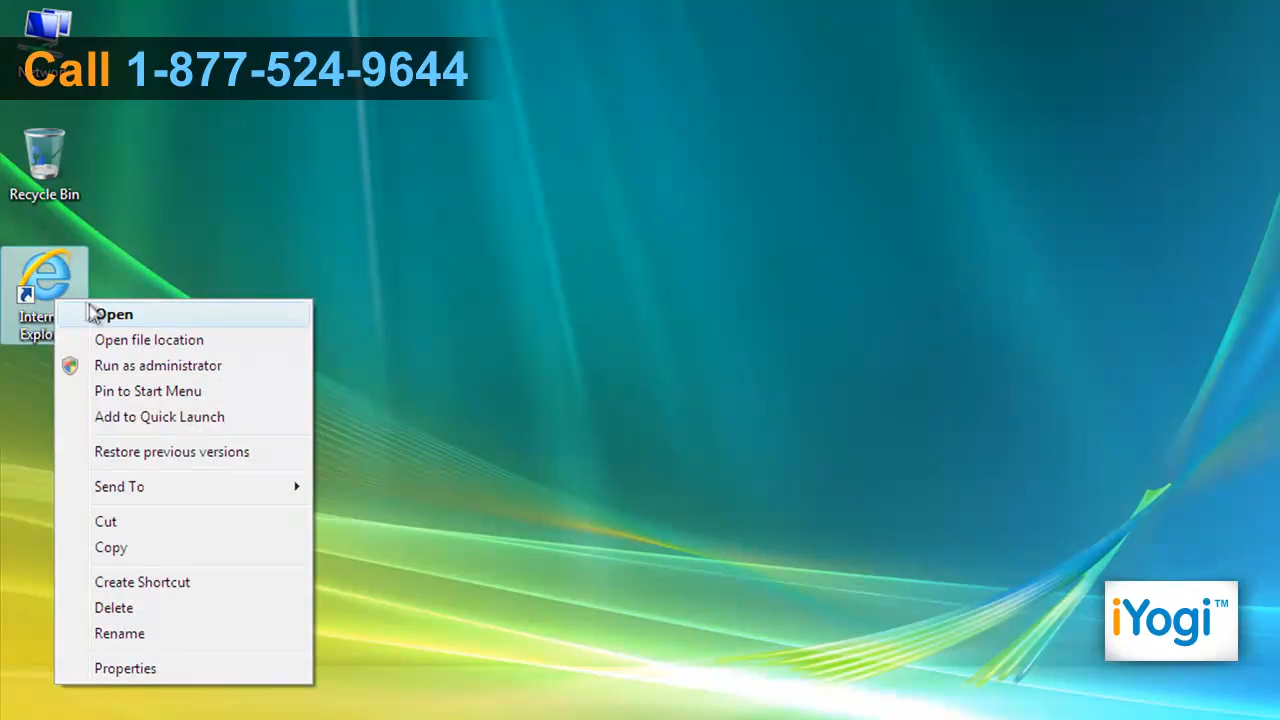 Network
Call 1-877-524-9644
Recycle Bin
Open
Open file location
Run as administrator
Pin to Start Menu
Add to Quick Launch
Restore previous versions
Send To
Cut
Copy
Create Shortcut
Delete
Rename
Properties
iYogi™